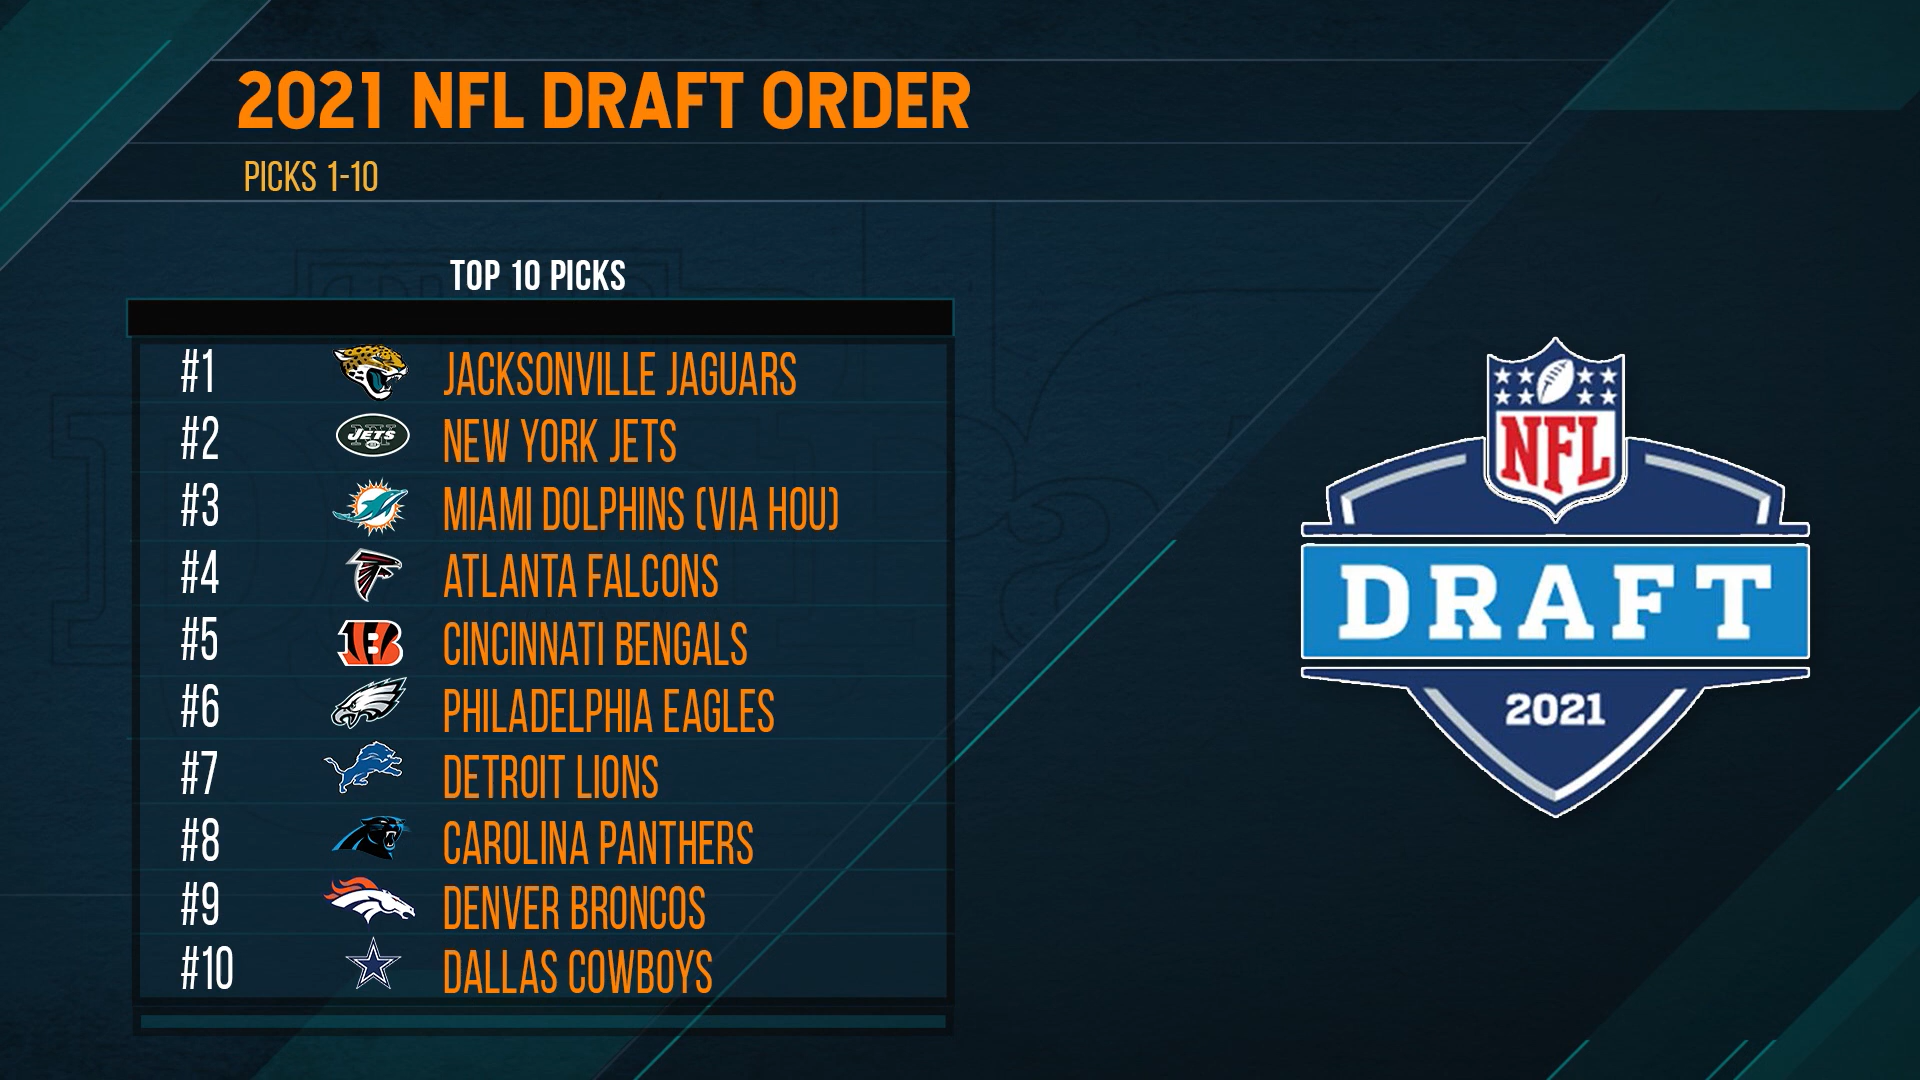 2021 NFL DRAFT ORDER
PICKS 1-10
TOP 10 PICKS
#1 JACKSONVILLE JAGUARS
#2 JETS NEW YORK JETS
#3 MIAMI DOLPHINS (VIA HOU)
#4 ATLANTA FALCONS
#5 B CINCINNATI BENGALS
#6 PHILADELPHIA EAGLES
#7 DETROIT LIONS
#8 CAROLINA PANTHERS
#9 DENVER BRONCOS
#10 DALLAS COWBOYS
NFL
DRAFT
2021